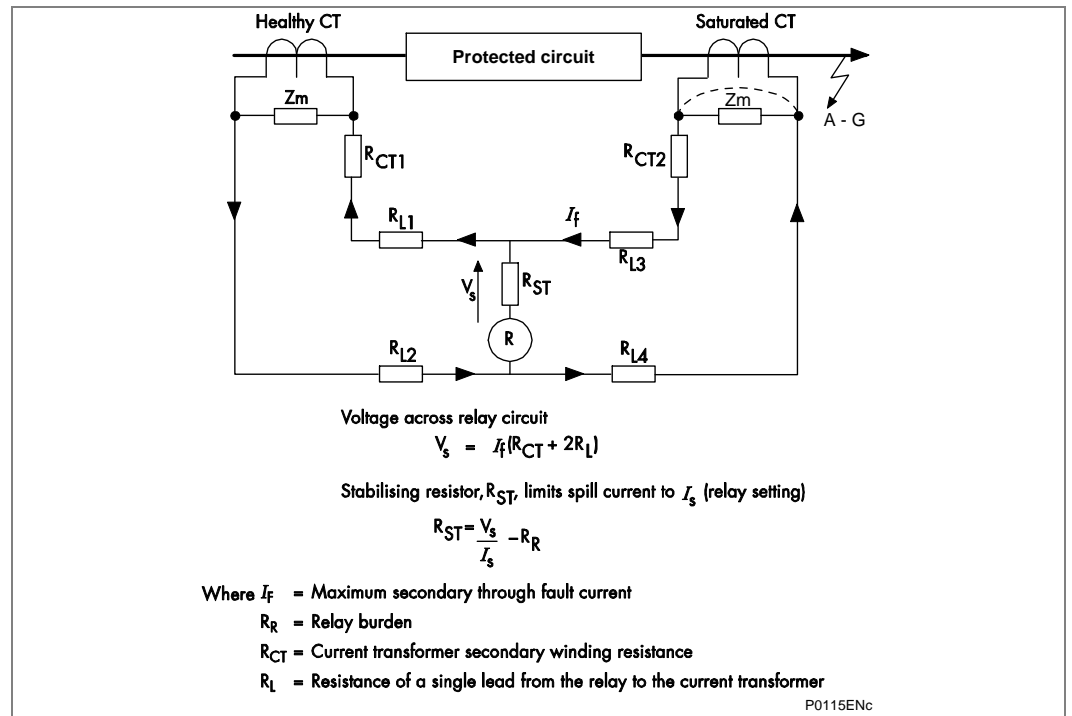 Healthy CT
Saturated CT
Protected circuit
Zm
Zm
A - G
RCT1
RCT2
RL1
If
RL3
Vs
RST
R
RL2
RL4
Voltage across relay circuit
Vs = If(RCT + 2RL)
Stabilising resistor, RST, limits spill current to Is (relay setting)
RST = Vs/Is – RR
Where IF = Maximum secondary through fault current
RR = Relay burden
RCT = Current transformer secondary winding resistance
RL = Resistance of a single lead from the relay to the current transformer
P0115ENc